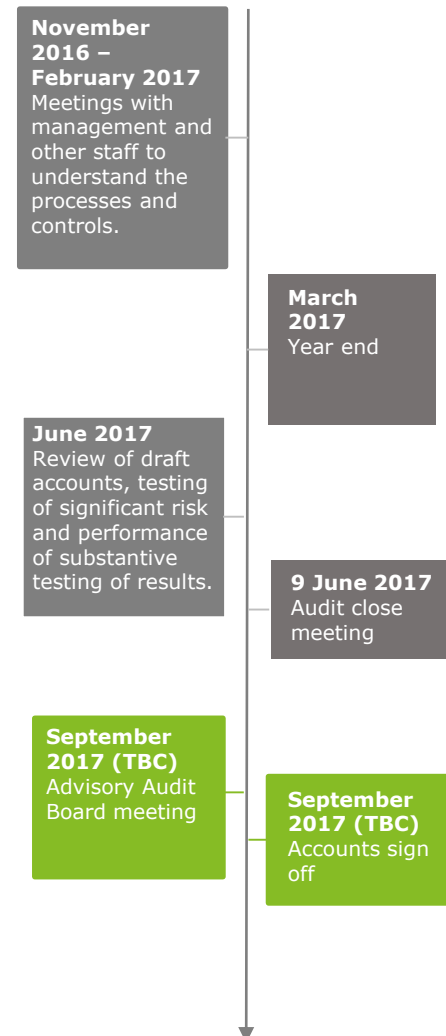 November
2016 –
February 2017
Meetings with
management and
other staff to
understand the
processes and
controls.
March
2017
Year end
June 2017
Review of draft
accounts, testing
of significant risk
and performance
of substantive
testing of results.
9 June 2017
Audit close
meeting
September
2017 (TBC)
Advisory Audit
Board meeting
September
2017 (TBC)
Accounts sign
off